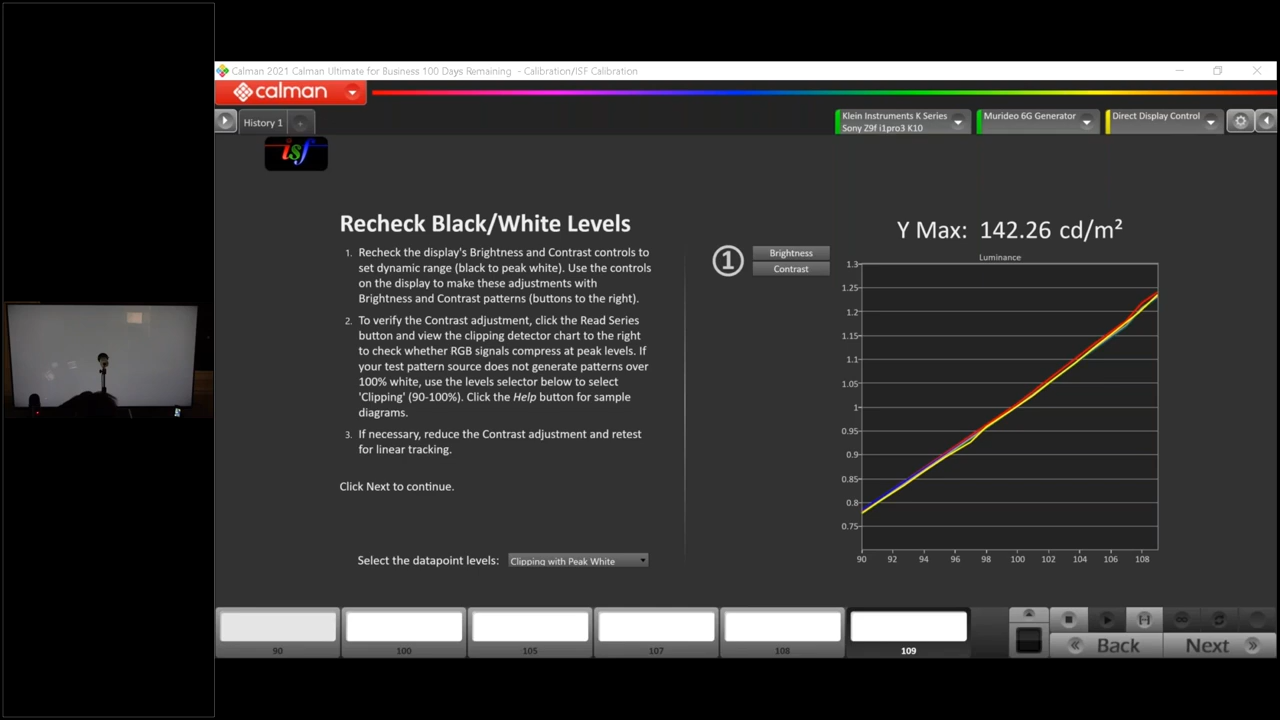 Calman 2021 Calman Ultimate for Business 100 Days Remaining - Calibration/ISF Calibration
calman
History 1
Klein Instruments K Series
Sony Z9f i1pro3 K10
Murideo 6G Generator
Direct Display Control
isf
Recheck Black/White Levels
1. Recheck the display's Brightness and Contrast controls to
set dynamic range (black to peak white). Use the controls
on the display to make these adjustments with
Brightness and Contrast patterns (buttons to the right).
2. To verify the Contrast adjustment, click the Read Series
button and view the clipping detector chart to the right
to check whether RGB signals compress at peak levels. If
your test pattern source does not generate patterns over
100% white, use the levels selector below to select
'Clipping' (90-100%). Click the Help button for sample
diagrams.
3. If necessary, reduce the Contrast adjustment and retest
for linear tracking.
Click Next to continue.
Select the datapoint levels: Clipping with Peak White
1
Brightness
Contrast
Y Max: 142.26 cd/m²
Luminance
1.3
1.25
1.2
1.15
1.1
1.05
1
0.95
0.9
0.85
0.8
0.75
90 92 94 96 98 100 102 104 106 108
90 100 105 107 108 109
Back Next